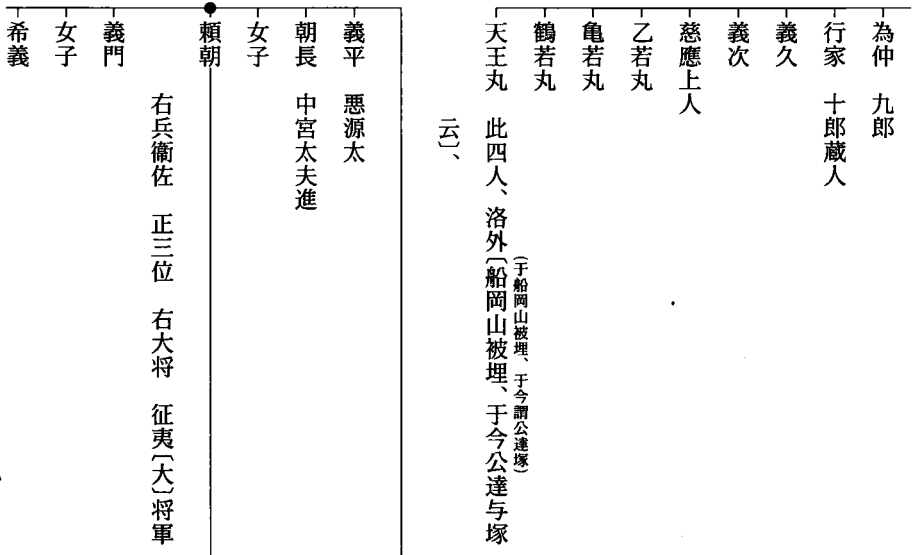 為仲　九郎
行家　十郎蔵人
義久
義次
慈應上人
乙若丸
亀若丸
鶴若丸
天王丸　此四人、洛外〔船岡山被埋、于今公達与塚
（于船岡山被埋、于今謂公達塚）
云〕、
義平　悪源太
朝長　中宮太夫進
女子
頼朝
右兵衞佐　正三位　右大将　征夷〔大〕将軍
義門
女子
希義